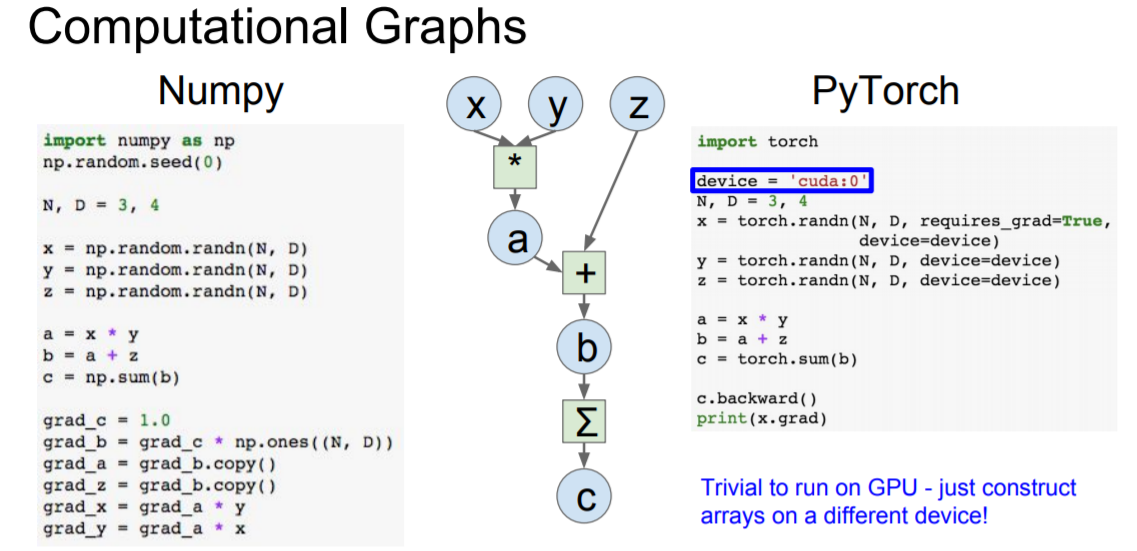 Computational Graphs
Numpy
import numpy as np
np.random.seed(0)
N, D = 3, 4
x = np.random.randn(N, D)
y = np.random.randn(N, D)
z = np.random.randn(N, D)
a = x * y
b = a + z
c = np.sum(b)
grad_c = 1.0
grad_b = grad_c * np.ones((N, D))
grad_a = grad_b.copy()
grad_z = grad_b.copy()
grad_x = grad_a * y
grad_y = grad_a * x
x y z
*
a
+
b
Σ
c
PyTorch
import torch
device = 'cuda:0'
N, D = 3, 4
x = torch.randn(N, D, requires_grad=True,
device=device)
y = torch.randn(N, D, device=device)
z = torch.randn(N, D, device=device)
a = x * y
b = a + z
c = torch.sum(b)
c.backward()
print(x.grad)
Trivial to run on GPU - just construct
arrays on a different device!